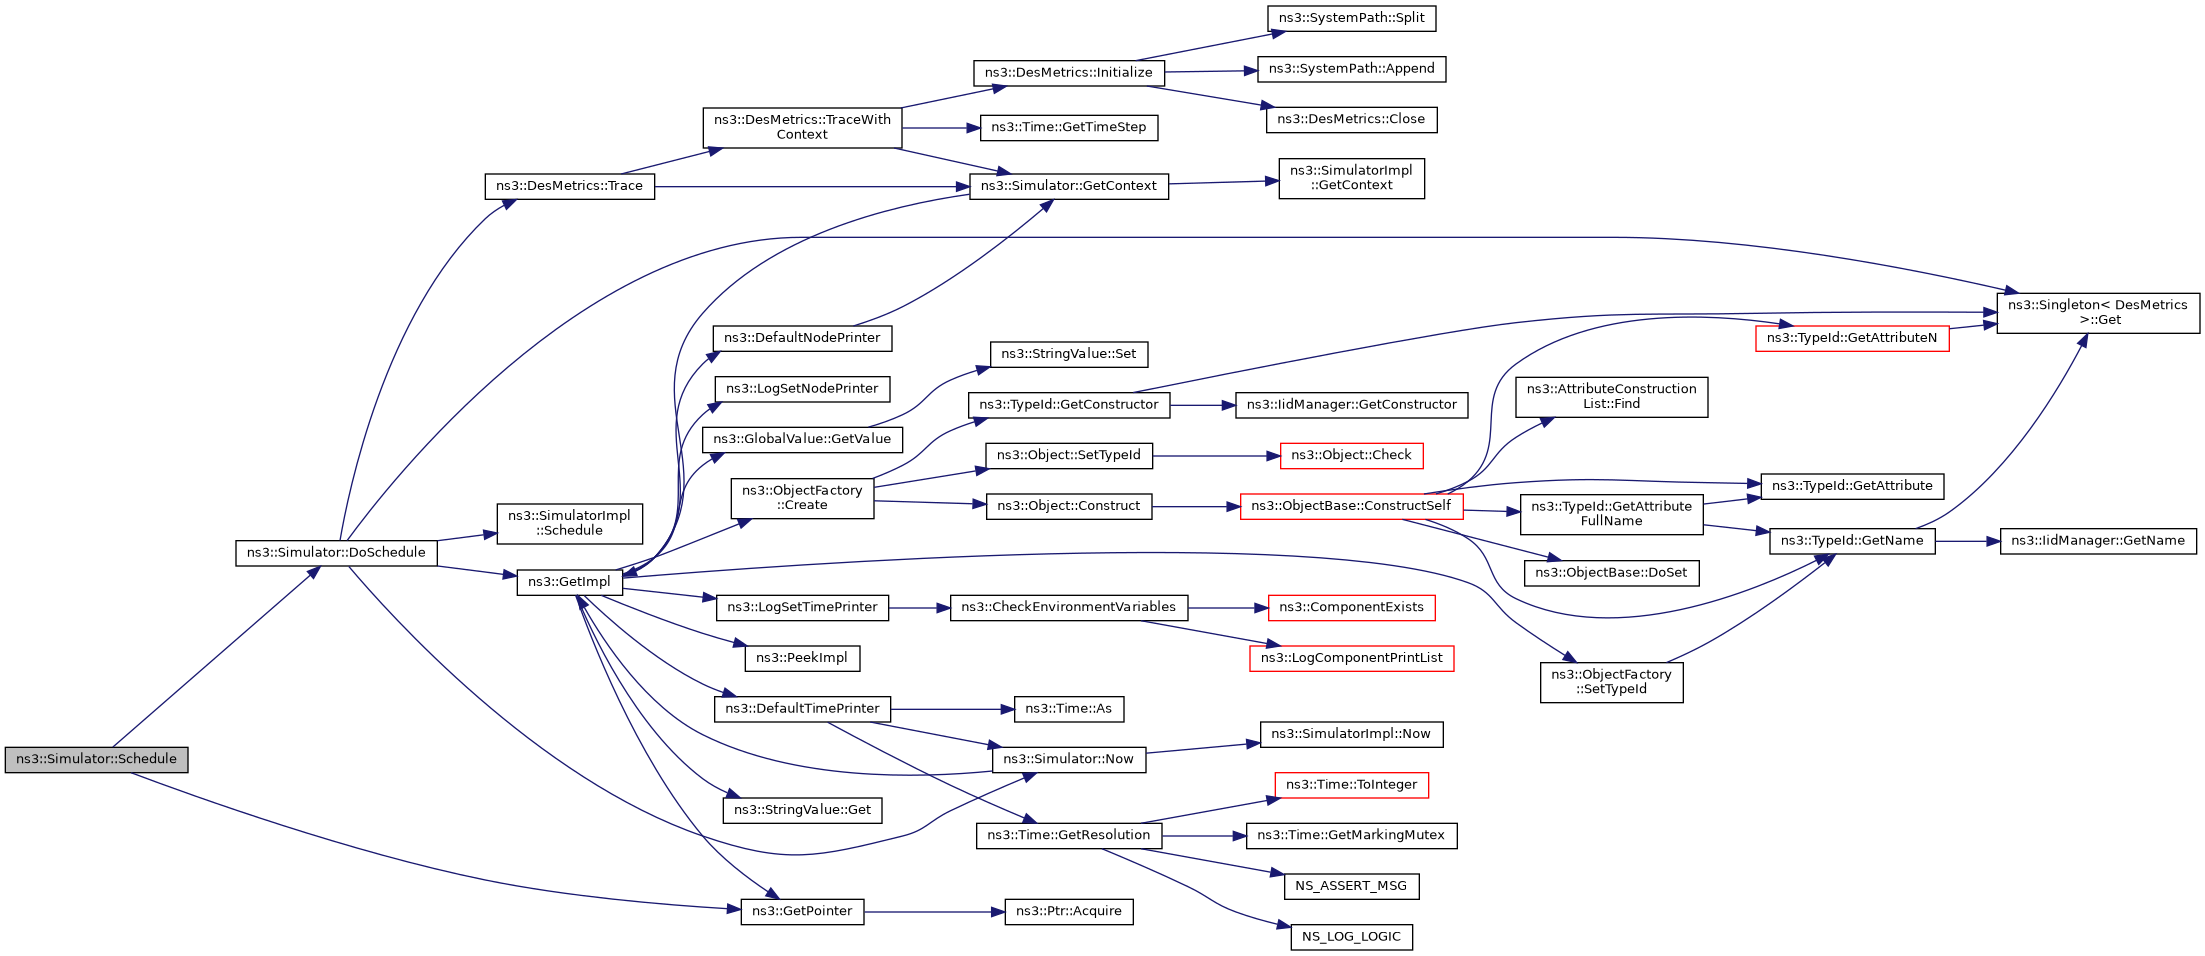 ns3::SystemPath::Split
ns3::DesMetrics::Initialize
ns3::SystemPath::Append
ns3::DesMetrics::TraceWith
Context
ns3::Time::GetTimeStep
ns3::DesMetrics::Close
ns3::DesMetrics::Trace
ns3::Simulator::GetContext
ns3::SimulatorImpl
::GetContext
ns3::Singleton< DesMetrics
>::Get
ns3::DefaultNodePrinter
ns3::TypeId::GetAttributeN
ns3::StringValue::Set
ns3::LogSetNodePrinter
ns3::TypeId::GetConstructor
ns3::IidManager::GetConstructor
ns3::AttributeConstruction
List::Find
ns3::GlobalValue::GetValue
ns3::Object::SetTypeId
ns3::Object::Check
ns3::ObjectFactory
::Create
ns3::Object::Construct
ns3::ObjectBase::ConstructSelf
ns3::TypeId::GetAttribute
FullName
ns3::TypeId::GetAttribute
ns3::SimulatorImpl
::Schedule
ns3::Simulator::DoSchedule
ns3::TypeId::GetName
ns3::IidManager::GetName
ns3::GetImpl
ns3::ObjectBase::DoSet
ns3::LogSetTimePrinter
ns3::CheckEnvironmentVariables
ns3::ComponentExists
ns3::PeekImpl
ns3::LogComponentPrintList
ns3::ObjectFactory
::SetTypeId
ns3::DefaultTimePrinter
ns3::Time::As
ns3::SimulatorImpl::Now
ns3::Simulator::Schedule
ns3::Simulator::Now
ns3::Time::ToInteger
ns3::StringValue::Get
ns3::Time::GetResolution
ns3::Time::GetMarkingMutex
NS_ASSERT_MSG
ns3::GetPointer
ns3::Ptr::Acquire
NS_LOG_LOGIC